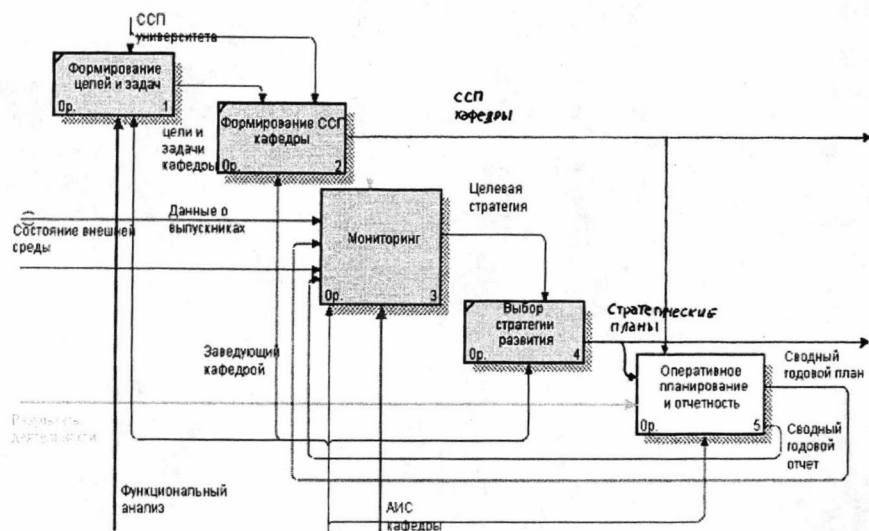 ССП
университета
Формирование
целей и задач
0р.
1
цели и
задачи
кафедры
Формирование ССП
кафедры
0р.
2
ССП
кафедры
Данные о
выпускниках
Состояние внешней
среды
Мониторинг
0р.
3
Целевая
стратегия
Выбор
стратегии
развития
0р.
4
Стратегические
планы
Заведующий
кафедрой
Оперативное
планирование
и отчетность
0р.
5
Сводный
годовой план
Сводный
годовой
отчет
Результаты
деятельности
Функциональный
анализ
АИС
кафедры